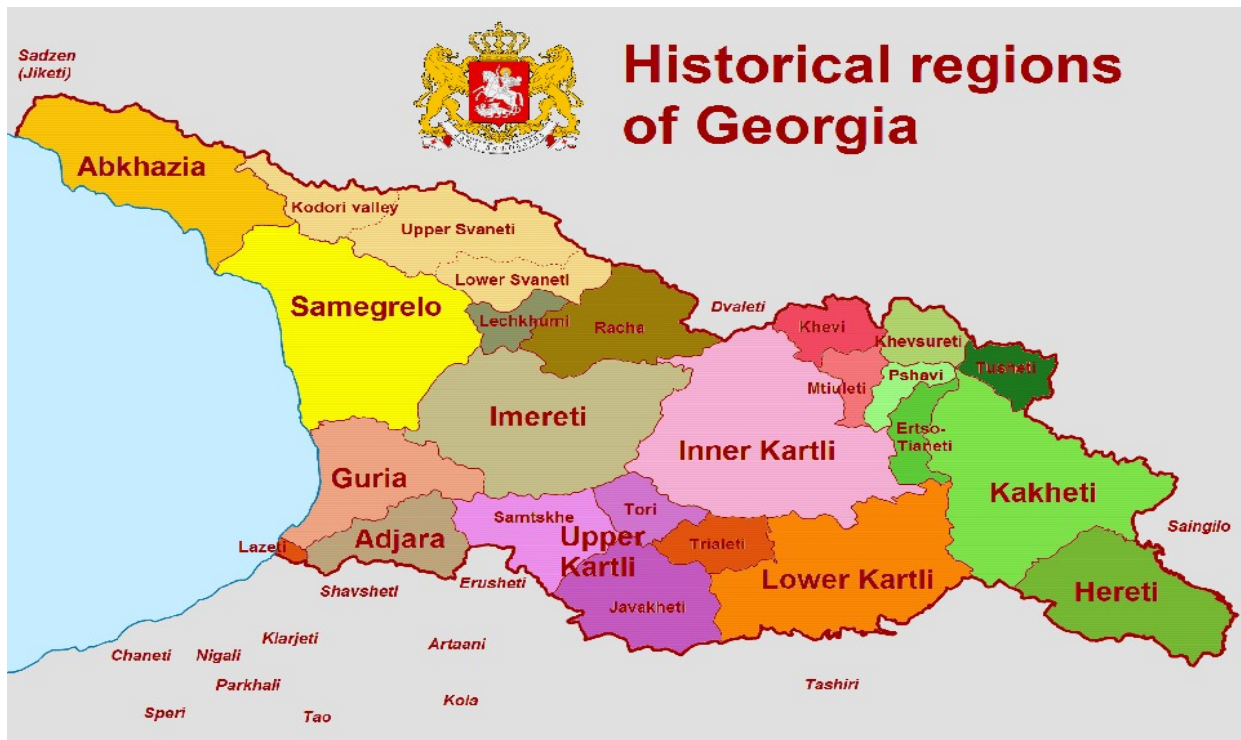 Historical regions
of Georgia
Sadzen
(Jiketi)
Abkhazia
Kodori valley
Upper Svaneti
Lower Svaneti
Samegrelo
Lechkhumi
Racha
Dvaleti
Khevi
Khevsureti
Tusheti
Pshavi
Mtiuleti
Imereti
Inner Kartli
Ertso-
Tianeti
Guria
Kakheti
Samtskhe
Tori
Saingilo
Lazeti
Adjara
Upper
Kartli
Trialeti
Lower Kartli
Shavsheti
Erusheti
Javakheti
Hereti
Klarjeti
Artaani
Chaneti
Nigali
Parkhali
Tashiri
Kola
Speri
Tao